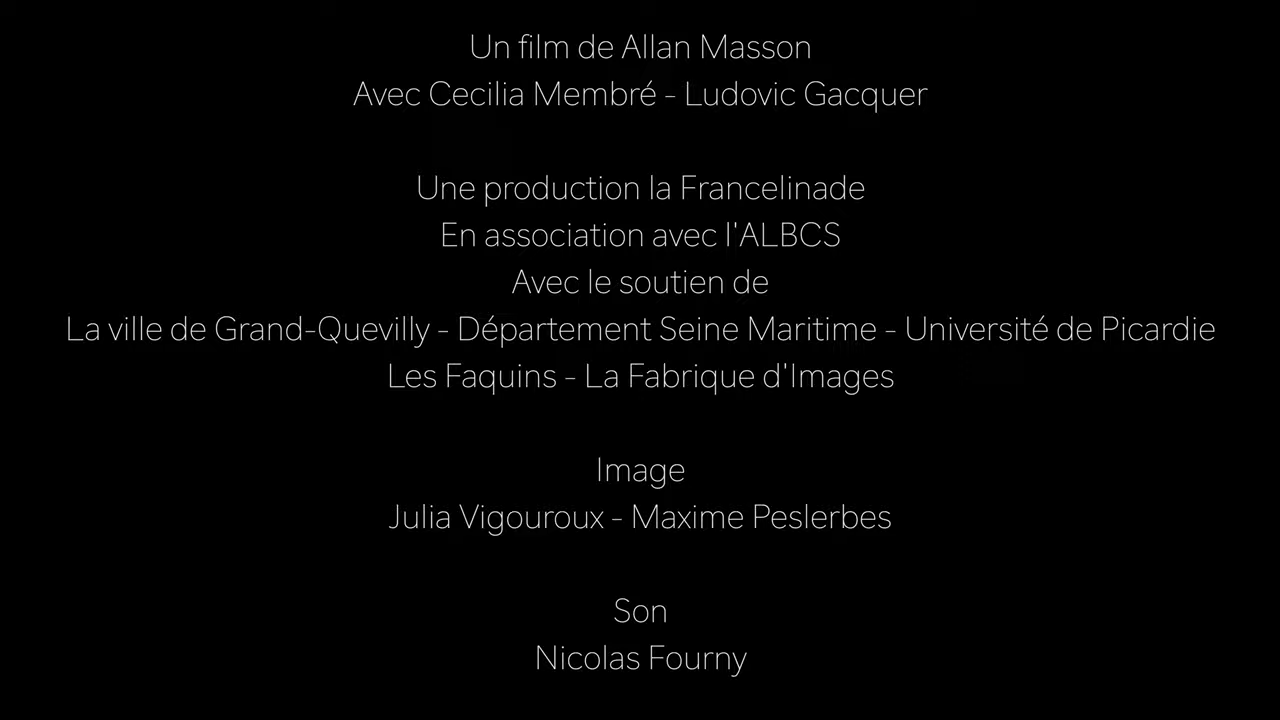 Un film de Allan Masson
Avec Cecilia Membré - Ludovic Gacquer
Une production la Francelinade
En association avec l'ALBCS
Avec le soutien de
La ville de Grand-Quevilly - Département Seine Maritime - Université de Picardie
Les Faquins - La Fabrique d'Images
Image
Julia Vigouroux - Maxime Peslerbes
Son
Nicolas Fourny